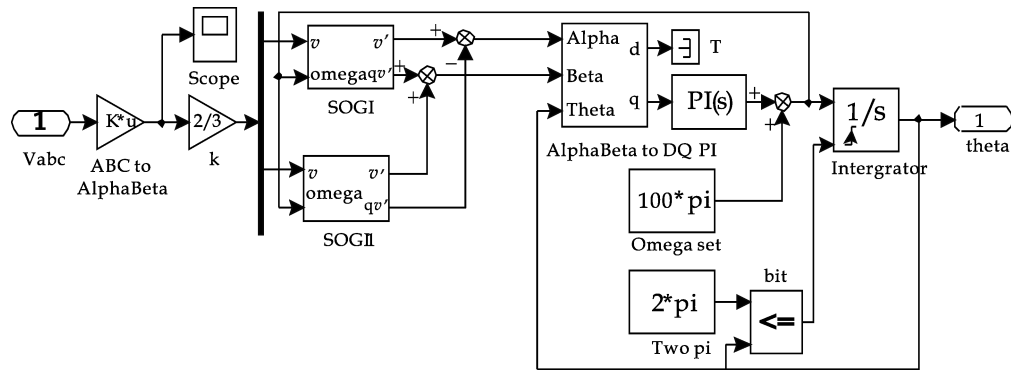 1
Vabc
K*u
ABC to
AlphaBeta
Scope
2/3
k
v
v'
omega
qv'
SOGI
v
v'
omega
qv'
SOGI1
+
−
+
+
Alpha
Beta
Theta
d
q
AlphaBeta to DQ PI
T
PI(s)
+
+
100*pi
Omega set
2*pi
Two pi
bit
<=
1/s
Intergrator
1
theta